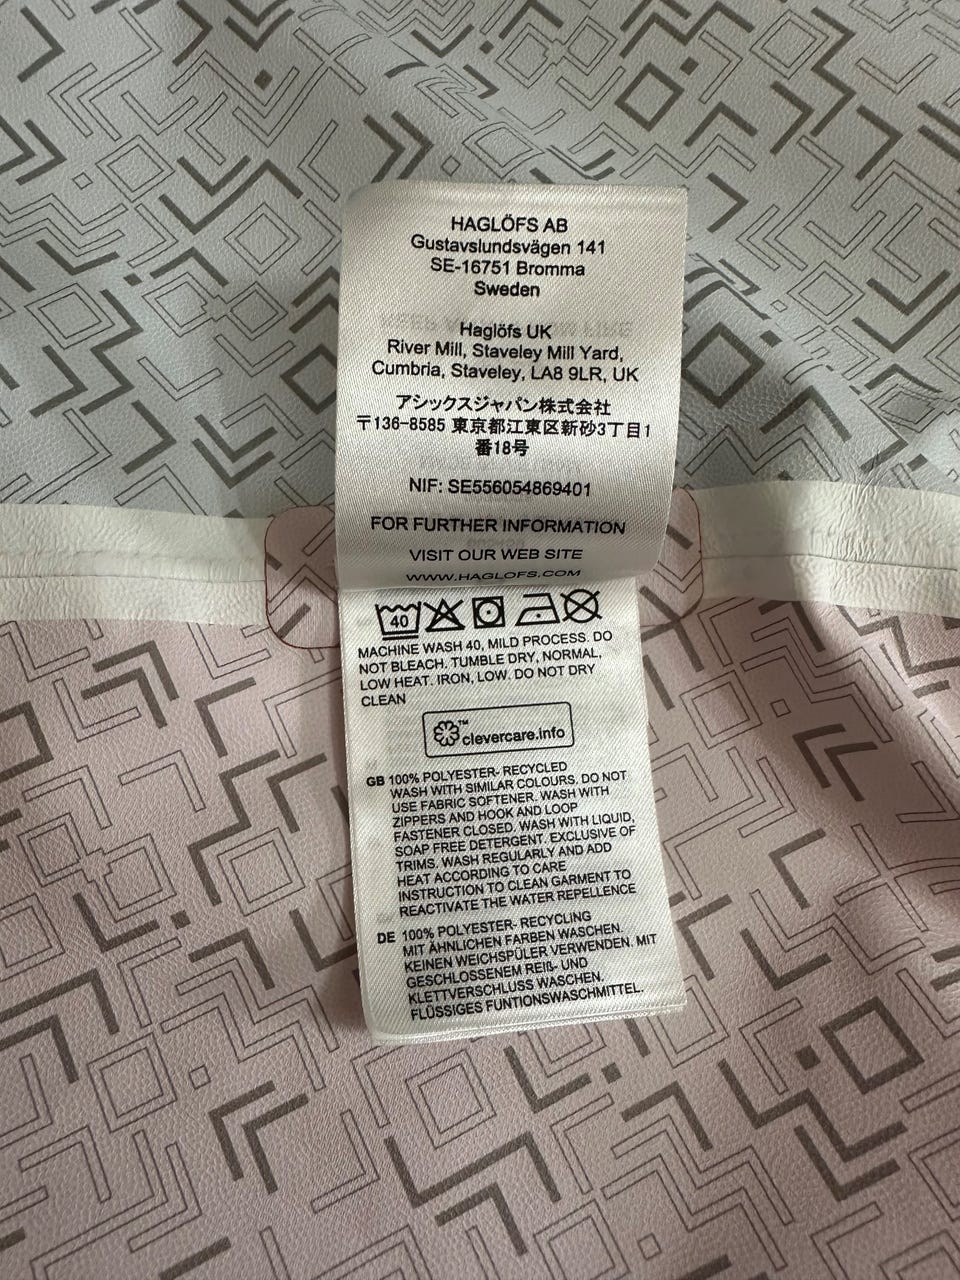 HAGLÖFS AB
Gustavslundsvägen 141
SE-16751 Bromma
Sweden
Haglöfs UK
River Mill, Staveley Mill Yard,
Cumbria, Staveley, LA8 9LR, UK
アシックスジャパン株式会社
〒136-8585 東京都江東区新砂3丁目1
番18号
NIF: SE556054869401
FOR FURTHER INFORMATION
VISIT OUR WEB SITE
WWW.HAGLOFS.COM
40
MACHINE WASH 40, MILD PROCESS. DO
NOT BLEACH. TUMBLE DRY, NORMAL,
LOW HEAT. IRON, LOW. DO NOT DRY
CLEAN
™ clevercare.info
GB 100% POLYESTER- RECYCLED
WASH WITH SIMILAR COLOURS. DO NOT
USE FABRIC SOFTENER. WASH WITH
ZIPPERS AND HOOK AND LOOP
FASTENER CLOSED. WASH WITH LIQUID,
SOAP FREE DETERGENT. EXCLUSIVE OF
TRIMS. WASH REGULARLY AND ADD
HEAT ACCORDING TO CARE
INSTRUCTION TO CLEAN GARMENT TO
REACTIVATE THE WATER REPELLENCE
DE 100% POLYESTER- RECYCLING
MIT ÄHNLICHEN FARBEN WASCHEN.
KEINEN WEICHSPÜLER VERWENDEN. MIT
GESCHLOSSENEM REIß- UND
KLETTVERSCHLUSS WASCHEN.
FLÜSSIGES FUNTIONSWASCHMITTEL.